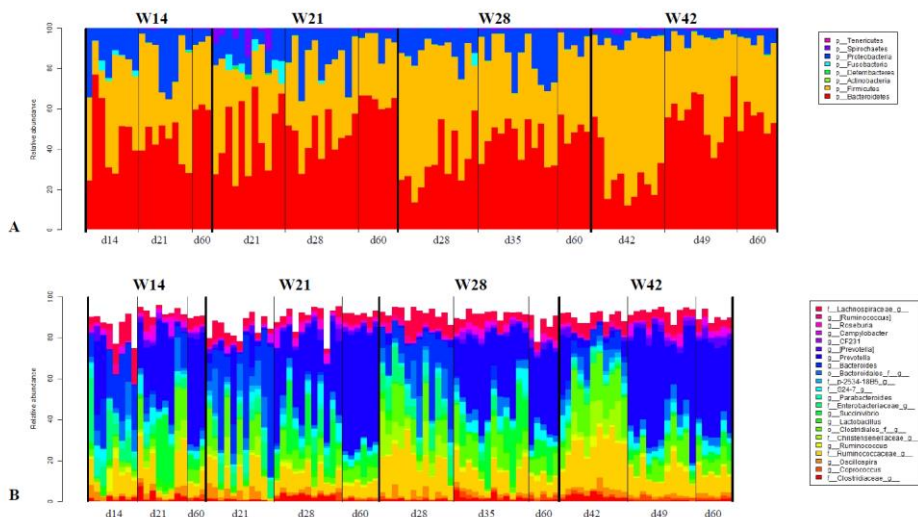 W14 W21 W28 W42
100
80
60
40
20
0
Relative abundance
A
d14 d21 d60 d21 d28 d60 d28 d35 d60 d42 d49 d60
p__Tenericutes
p__Spirochaetes
p__Proteobacteria
p__Fusobacteria
p__Deferribacteres
p__Actinobacteria
p__Firmicutes
p__Bacteroidetes
W14 W21 W28 W42
100
80
60
40
20
0
Relative abundance
B
d14 d21 d60 d21 d28 d60 d28 d35 d60 d42 d49 d60
f__Lachnospiraceae_g__
g__[Ruminococcus]
g__Roseburia
g__Campylobacter
g__CF231
g__[Prevotella]
g__Prevotella
g__Bacteroides
o__Bacteroidales_f__g__
f__p-2534-18B5_g__
f__S24-7_g__
g__Parabacteroides
f__Enterobacteriaceae_g__
g__Succinivibrio
g__Lactobacillus
o__Clostridiales_f__g__
f__Christensenellaceae_g__
g__Ruminococcus
f__Ruminococcaceae_g__
g__Oscillospira
g__Coprococcus
f__Clostridiaceae_g__